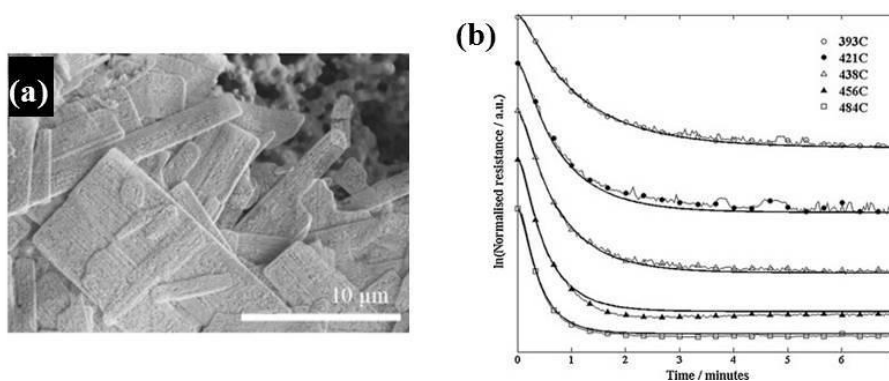 (a)
10 µm
(b)
393C
421C
438C
456C
484C
ln(Normalised resistance / a.u.)
0 1 2 3 4 5 6
Time / minutes